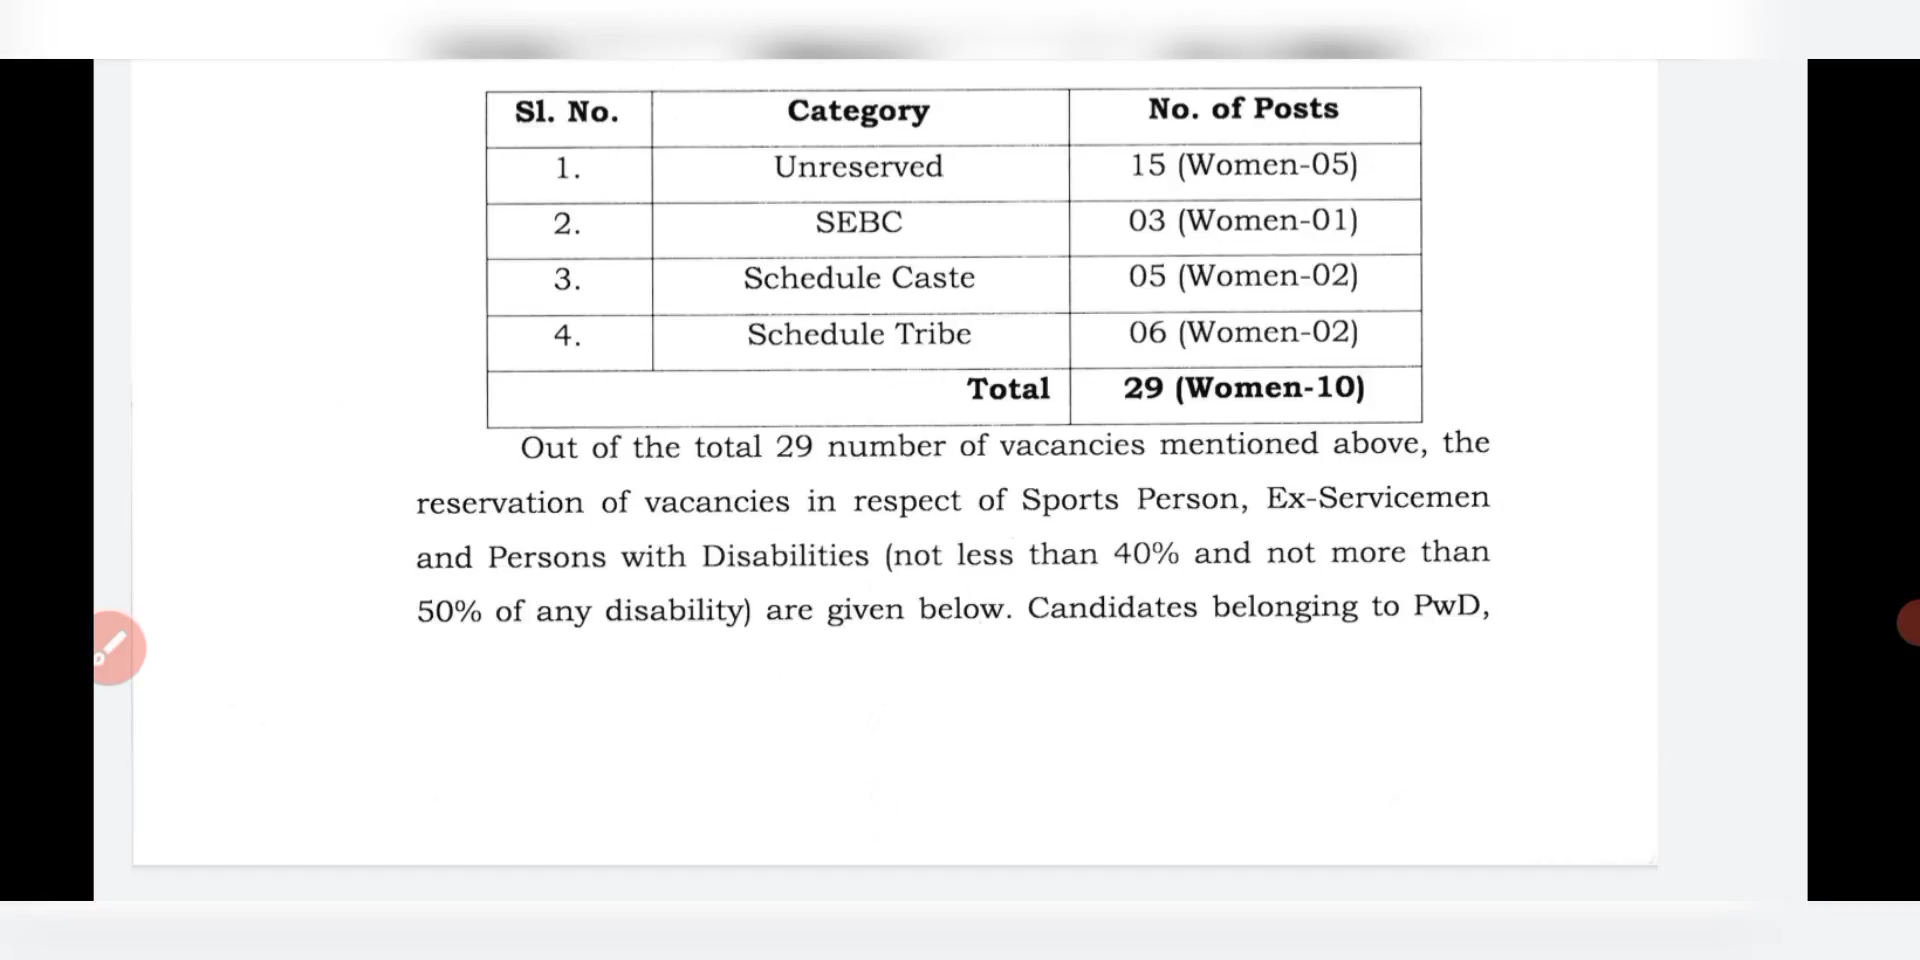 Sl. No. Category No. of Posts
1. Unreserved 15 (Women-05)
2. SEBC 03 (Women-01)
3. Schedule Caste 05 (Women-02)
4. Schedule Tribe 06 (Women-02)
Total 29 (Women-10)
Out of the total 29 number of vacancies mentioned above, the
reservation of vacancies in respect of Sports Person, Ex-Servicemen
and Persons with Disabilities (not less than 40% and not more than
50% of any disability) are given below. Candidates belonging to PwD,